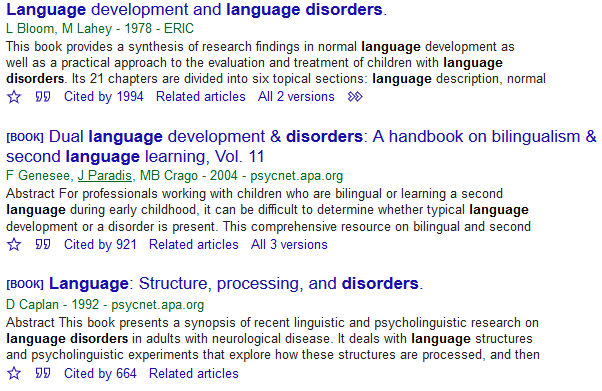 Language development and language disorders.
L Bloom, M Lahey - 1978 - ERIC
This book provides a synthesis of research findings in normal language development as
well as a practical approach to the evaluation and treatment of children with language
disorders. Its 21 chapters are divided into six topical sections: language description, normal
Cited by 1994 Related articles All 2 versions
[BOOK] Dual language development & disorders: A handbook on bilingualism &
second language learning, Vol. 11
F Genesee, J Paradis, MB Crago - 2004 - psycnet.apa.org
Abstract For professionals working with children who are bilingual or learning a second
language during early childhood, it can be difficult to determine whether typical language
development or a disorder is present. This comprehensive resource on bilingual and second
Cited by 921 Related articles All 3 versions
[BOOK] Language: Structure, processing, and disorders.
D Caplan - 1992 - psycnet.apa.org
Abstract This book presents a synopsis of recent linguistic and psycholinguistic research on
language disorders in adults with neurological disease. It deals with language structures
and psycholinguistic experiments that explore how these structures are processed, and then
Cited by 664 Related articles